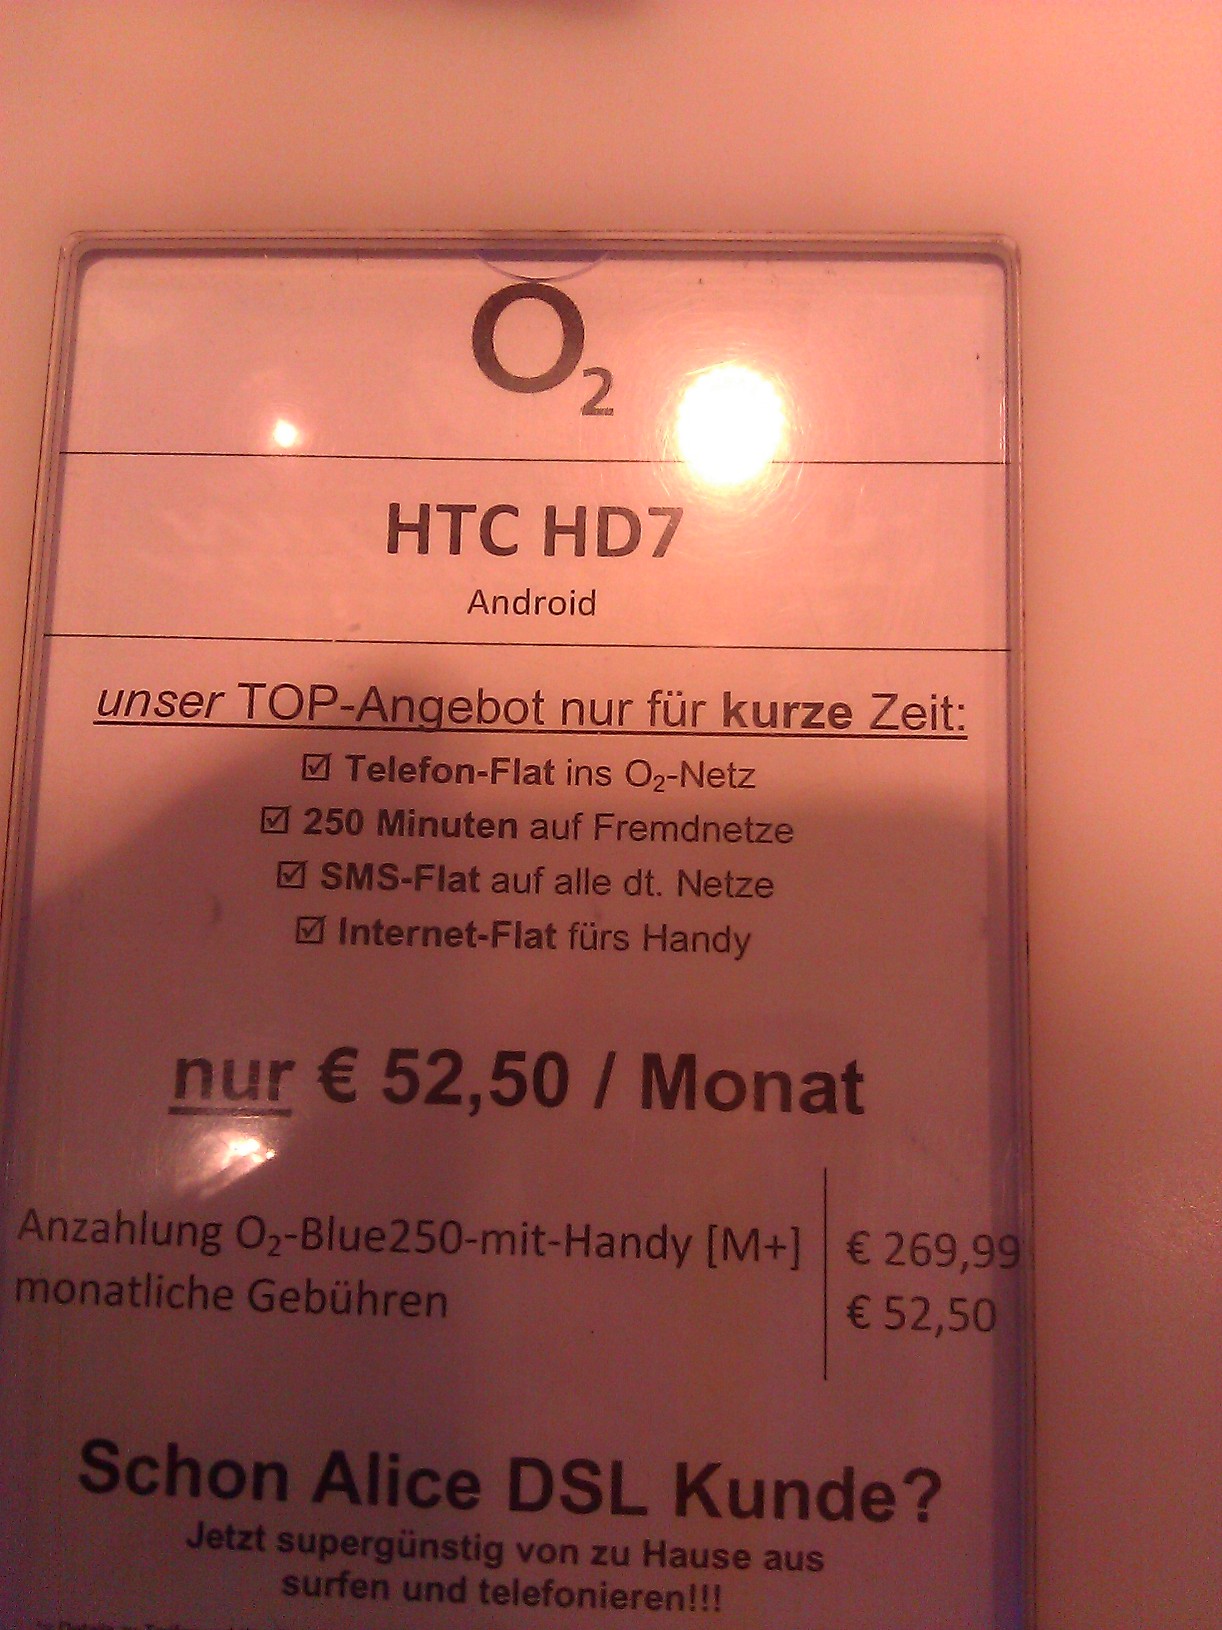 O2
HTC HD7
Android
unser TOP-Angebot nur für kurze Zeit:
☑ Telefon-Flat ins O2-Netz
☑ 250 Minuten auf Fremdnetze
☑ SMS-Flat auf alle dt. Netze
☑ Internet-Flat fürs Handy
nur € 52,50 / Monat
Anzahlung O2-Blue250-mit-Handy [M+] € 269,99
monatliche Gebühren € 52,50
Schon Alice DSL Kunde?
Jetzt supergünstig von zu Hause aus
surfen und telefonieren!!!